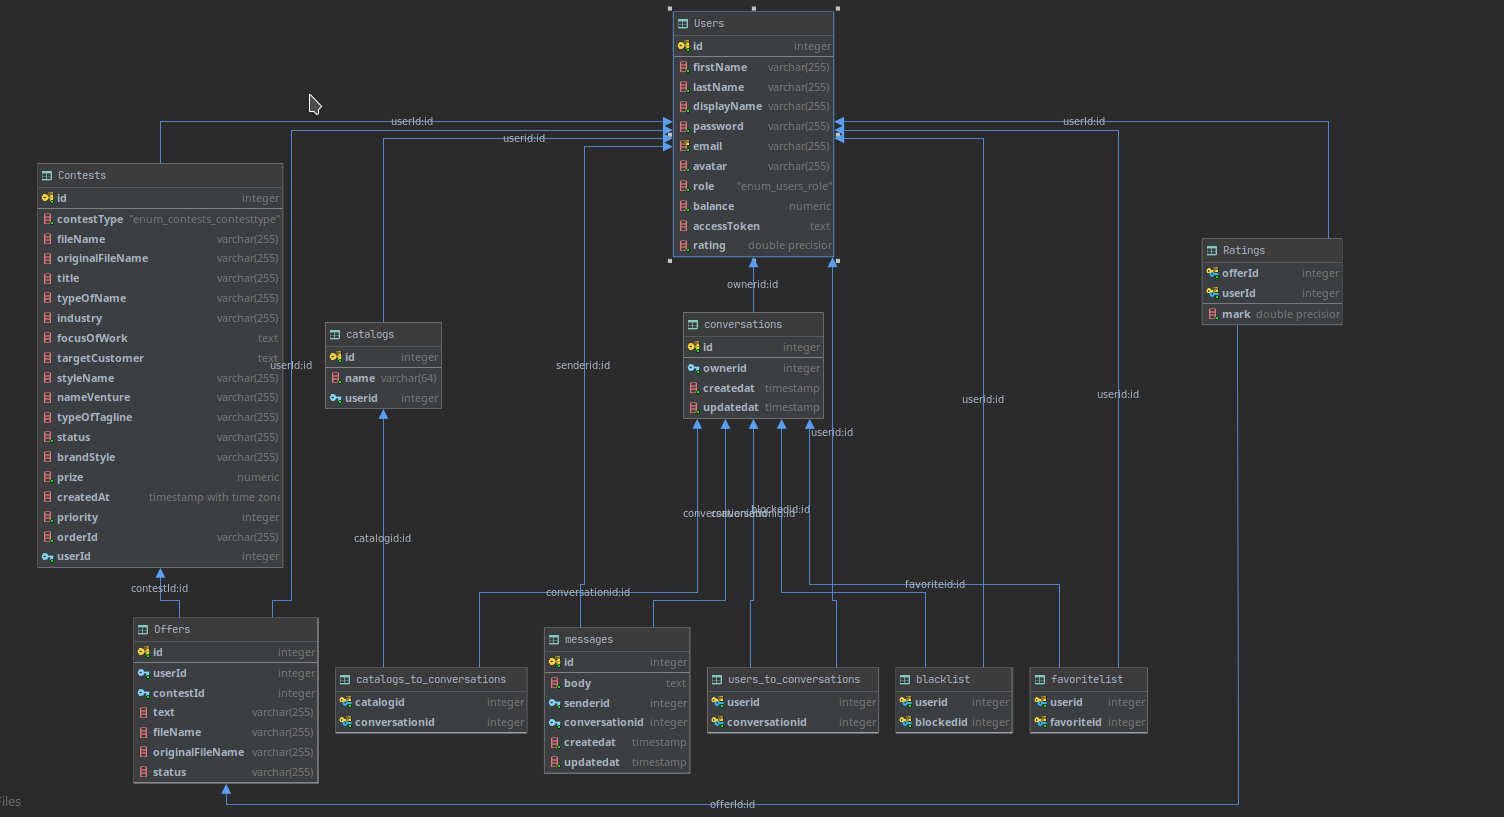 Users
id integer
firstName varchar(255)
lastName varchar(255)
displayName varchar(255)
password varchar(255)
email varchar(255)
avatar varchar(255)
role "enum_users_role"
balance numeric
accessToken text
rating double precision
userId:id
userid:id
userId:id
Contests
id integer
contestType "enum_contests_contesttype"
fileName varchar(255)
originalFileName varchar(255)
title varchar(255)
typeOfName varchar(255)
industry varchar(255)
focusOfWork text
targetCustomer text
styleName varchar(255)
nameVenture varchar(255)
typeOfTagline varchar(255)
status varchar(255)
brandStyle varchar(255)
prize numeric
createdAt timestamp with time zone
priority integer
orderId varchar(255)
userId integer
userId:id
catalogs
id integer
name varchar(64)
userid integer
senderid:id
ownerid:id
conversations
id integer
ownerid integer
createdat timestamp
updatedat timestamp
userid:id
userid:id
userid:id
Ratings
offerId integer
userId integer
mark double precision
catalogid:id
blockedid:id
favoriteid:id
conversationid:id
contestId:id
Offers
id integer
userId integer
contestId integer
text varchar(255)
fileName varchar(255)
originalFileName varchar(255)
status varchar(255)
catalogs_to_conversations
catalogid integer
conversationid integer
messages
id integer
body text
senderid integer
conversationid integer
createdat timestamp
updatedat timestamp
users_to_conversations
userid integer
conversationid integer
blacklist
userid integer
blockedid integer
favoritelist
userid integer
favoriteid integer
offerId:id